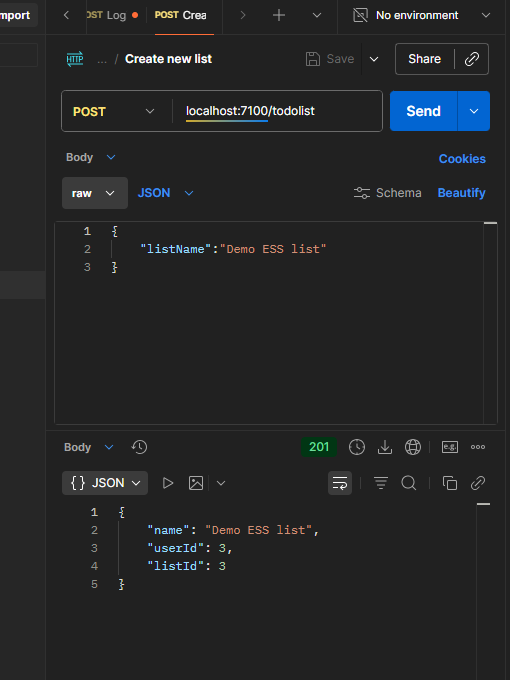 mport
OST Log
POST Crea
No environment
HTTP
... / Create new list
Save
Share
POST
localhost:7100/todolist
Send
Body
Cookies
raw
JSON
Schema
Beautify
1 {
2 "listName":"Demo ESS list"
3 }
Body
201
e.g.
{} JSON
1 {
2 "name": "Demo ESS list",
3 "userId": 3,
4 "listId": 3
5 }